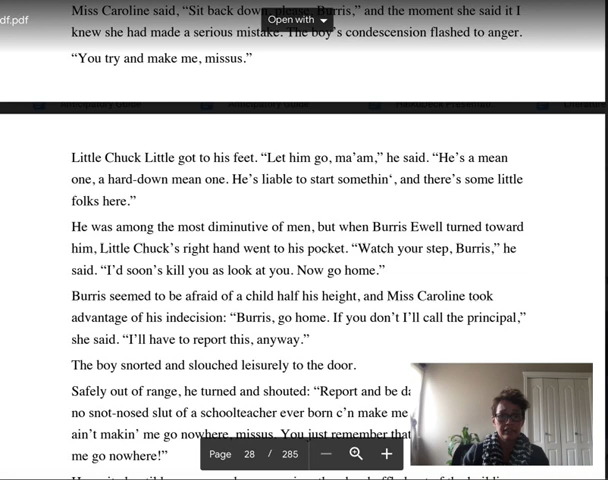 df.pdf
Miss Caroline said, “Sit back down, please, Burris,” and the moment she said it I
Open with
knew she had made a serious mistake. The boy’s condescension flashed to anger.
“You try and make me, missus.”
Little Chuck Little got to his feet. “Let him go, ma’am,” he said. “He’s a mean
one, a hard-down mean one. He’s liable to start somethin‘, and there’s some little
folks here.”
He was among the most diminutive of men, but when Burris Ewell turned toward
him, Little Chuck’s right hand went to his pocket. “Watch your step, Burris,” he
said. “I’d soon’s kill you as look at you. Now go home.”
Burris seemed to be afraid of a child half his height, and Miss Caroline took
advantage of his indecision: “Burris, go home. If you don’t I’ll call the principal,”
she said. “I’ll have to report this, anyway.”
The boy snorted and slouched leisurely to the door.
Safely out of range, he turned and shouted: “Report and be da
no snot-nosed slut of a schoolteacher ever born c’n make me
ain’t makin’ me go nowhere, missus. You just remember that
me go nowhere!”
Page 28 / 285